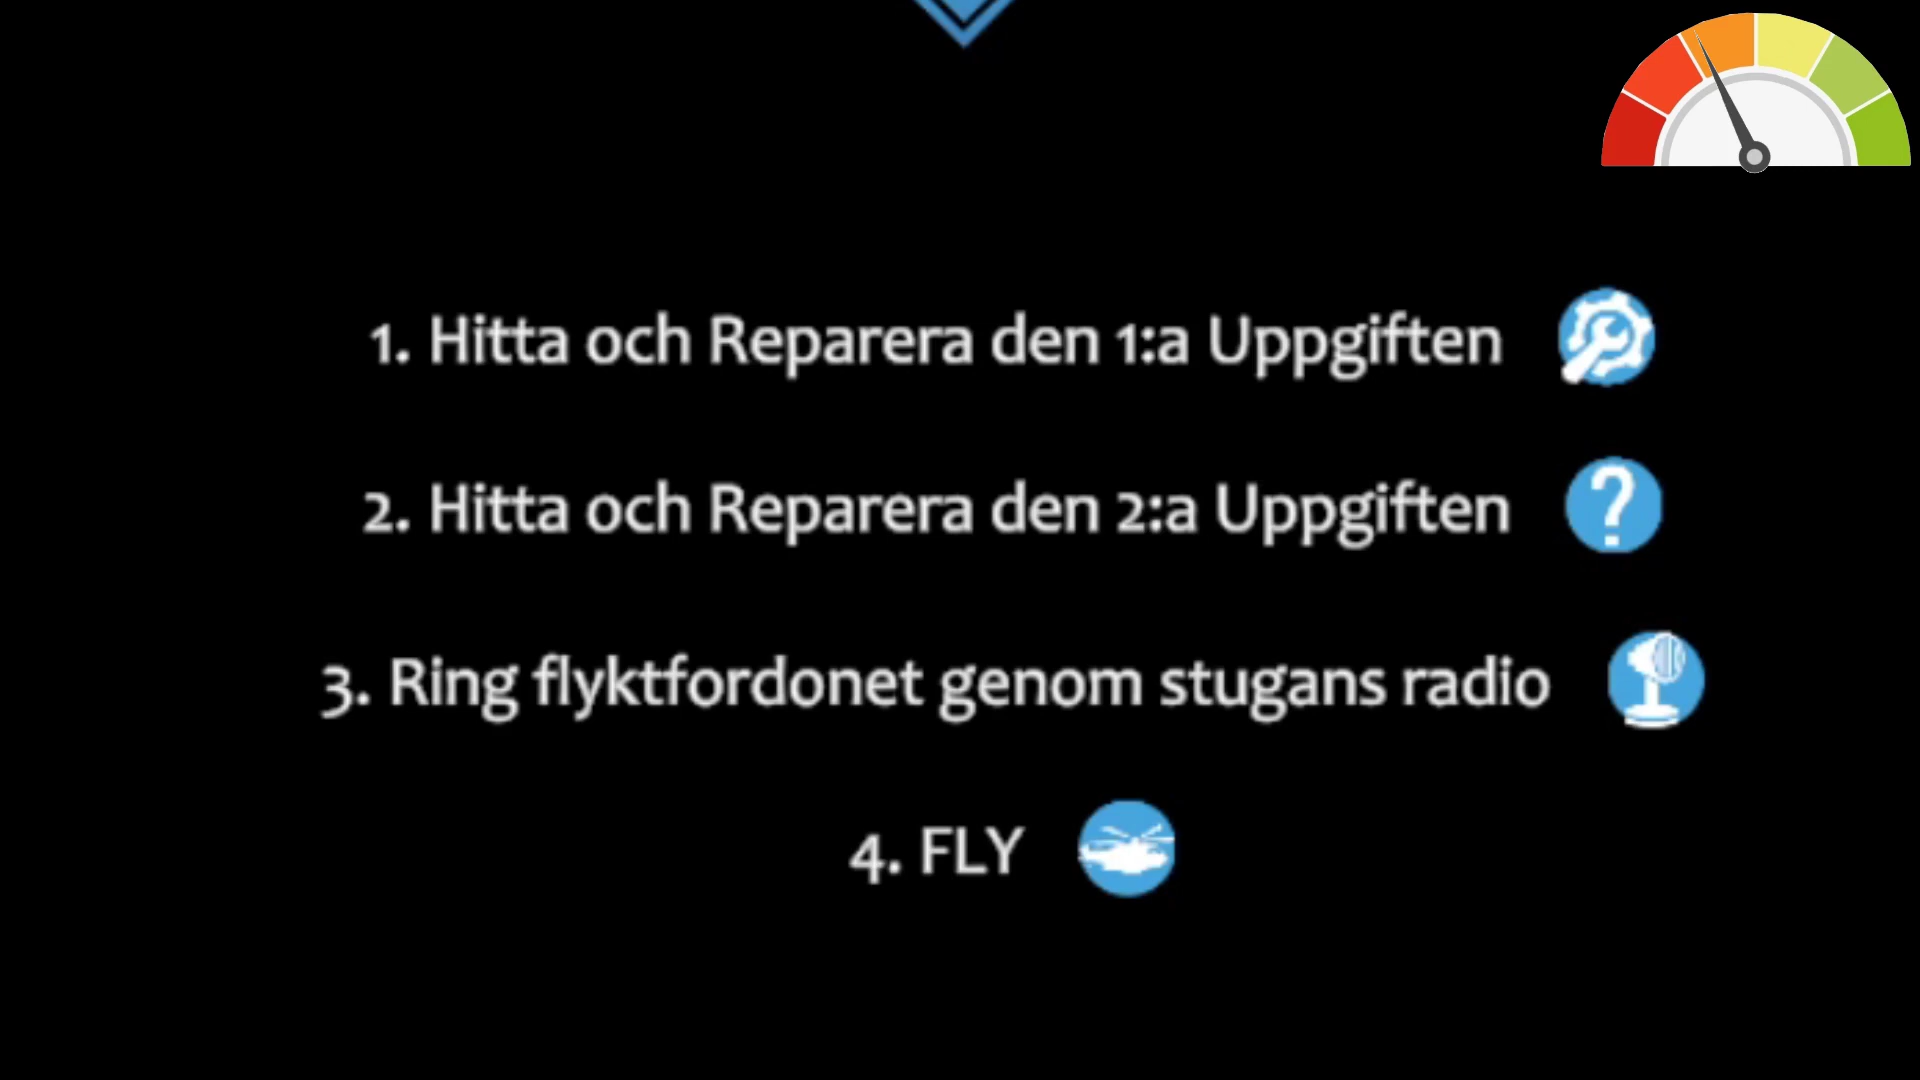 1. Hitta och Reparera den 1:a Uppgiften
2. Hitta och Reparera den 2:a Uppgiften
3. Ring flyktfordonet genom stugans radio
4. FLY